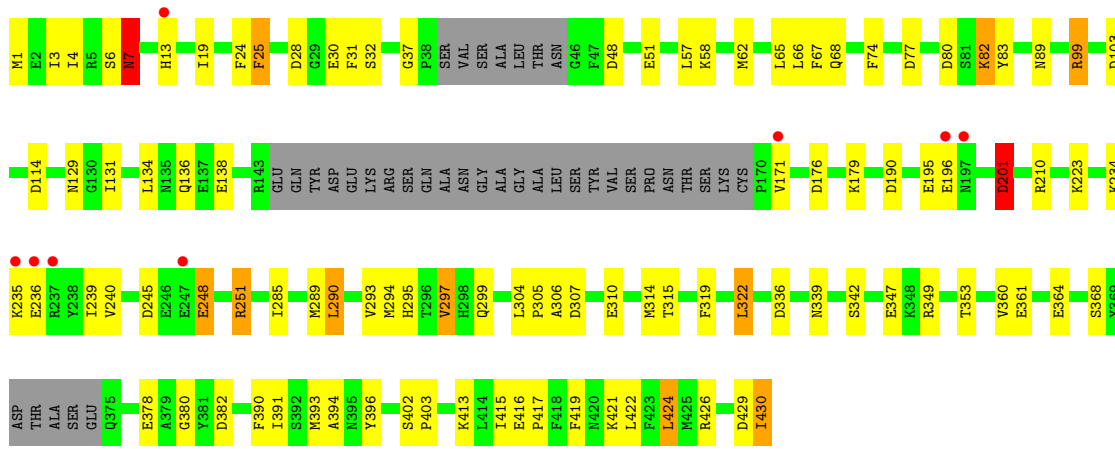 M1 E2 I3 I4 R5 S6 N7 H13 I19 F24 F25 D28 G29 E30 F31 S32 G37 P38 SER VAL SER ALA LEU THR ASN G46 F47 D48 E51 L57 K58 M62 L65 L66 F67 Q68 F74 D77 D80 S81 K82 Y83 N89 R99 D103
D114 N129 G130 I131 L134 N135 Q136 E137 E138 R143 GLU GLN TYR ASP GLU LYS ARG SER GLN ALA ASN GLY ALA GLY ALA LEU SER TYR VAL SER PRO ASN THR SER LYS CYS P170 V171 D176 K179 D190 E195 E196 N197 D201 R210 K223 K234
K235 E236 R237 Y238 I239 V240 D245 E246 E247 E248 R251 I285 M289 L290 V293 M294 H295 T296 V297 H298 Q299 L304 P305 A306 D307 E310 M314 T315 F319 L322 D336 N339 S342 E347 K348 R349 T353 V360 E361 E364 S368 Y369
ASP THR ALA SER GLU Q375 E378 A379 G380 Y381 D382 F390 I391 S392 M393 A394 N395 Y396 S402 P403 K413 L414 I415 E416 P417 F418 F419 N420 K421 L422 F423 L424 M425 R426 D429 I430